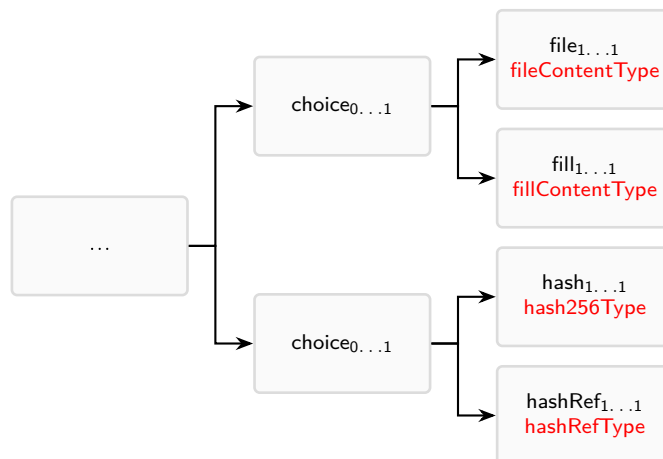 file1...1
fileContentType
choice0...1
fill1...1
fillContentType
...
hash1...1
hash256Type
choice0...1
hashRef1...1
hashRefType